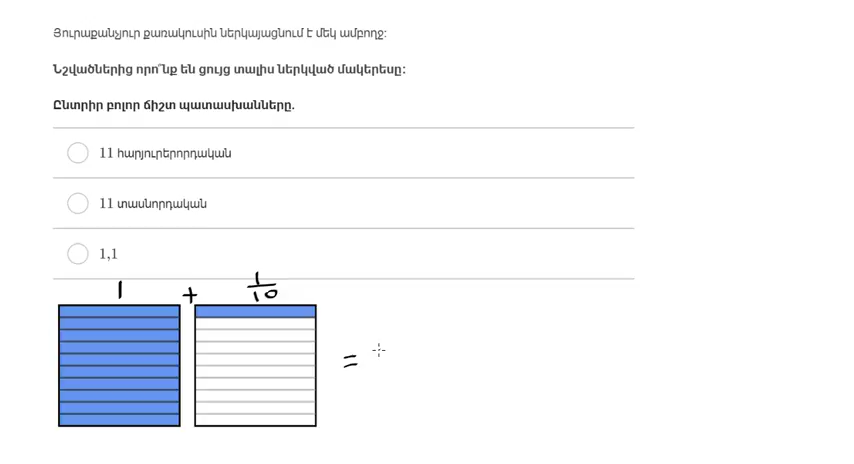 Յուրաքանչյուր քառակուսին ներկայացնում է մեկ ամբողջ:
Նշվածներից որո՞նք են ցույց տալիս ներկված մակերեսը:
Ընտրիր բոլոր ճիշտ պատասխանները.
11 հարյուրերորդական
11 տասնորդական
1,1
1 + 1/10
=